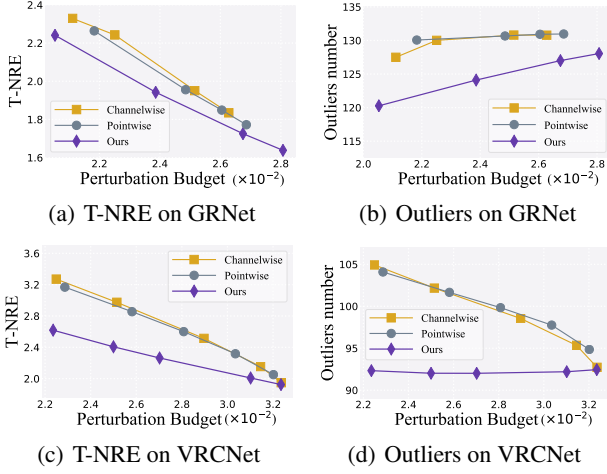 2.4
2.2
2.0
1.8
1.6
T-NRE
Channelwise
Pointwise
Ours
2.2 2.4 2.6 2.8
Perturbation Budget (×10⁻²)
(a) T-NRE on GRNet
135
130
125
120
115
Outliers number
Channelwise
Pointwise
Ours
2.0 2.2 2.4 2.6 2.8
Perturbation Budget (×10⁻²)
(b) Outliers on GRNet
3.6
3.2
2.8
2.4
2.0
T-NRE
Channelwise
Pointwise
Ours
2.2 2.4 2.6 2.8 3.0 3.2
Perturbation Budget (×10⁻²)
(c) T-NRE on VRCNet
105
100
95
90
Outliers number
Channelwise
Pointwise
Ours
2.2 2.4 2.6 2.8 3.0 3.2
Perturbation Budget (×10⁻²)
(d) Outliers on VRCNet